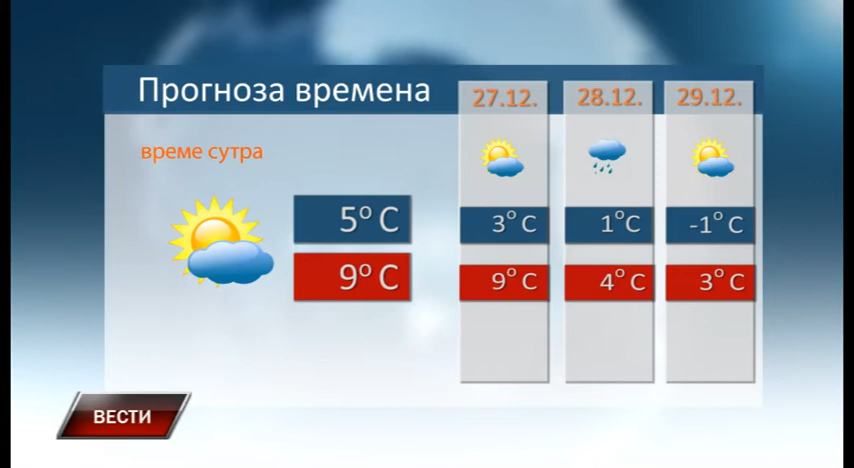 Прогноза времена
27.12. 28.12. 29.12.
време сутра
5° C
3° C 1°C -1° C
9° C
9° C 4° C 3° C
ВЕСТИ